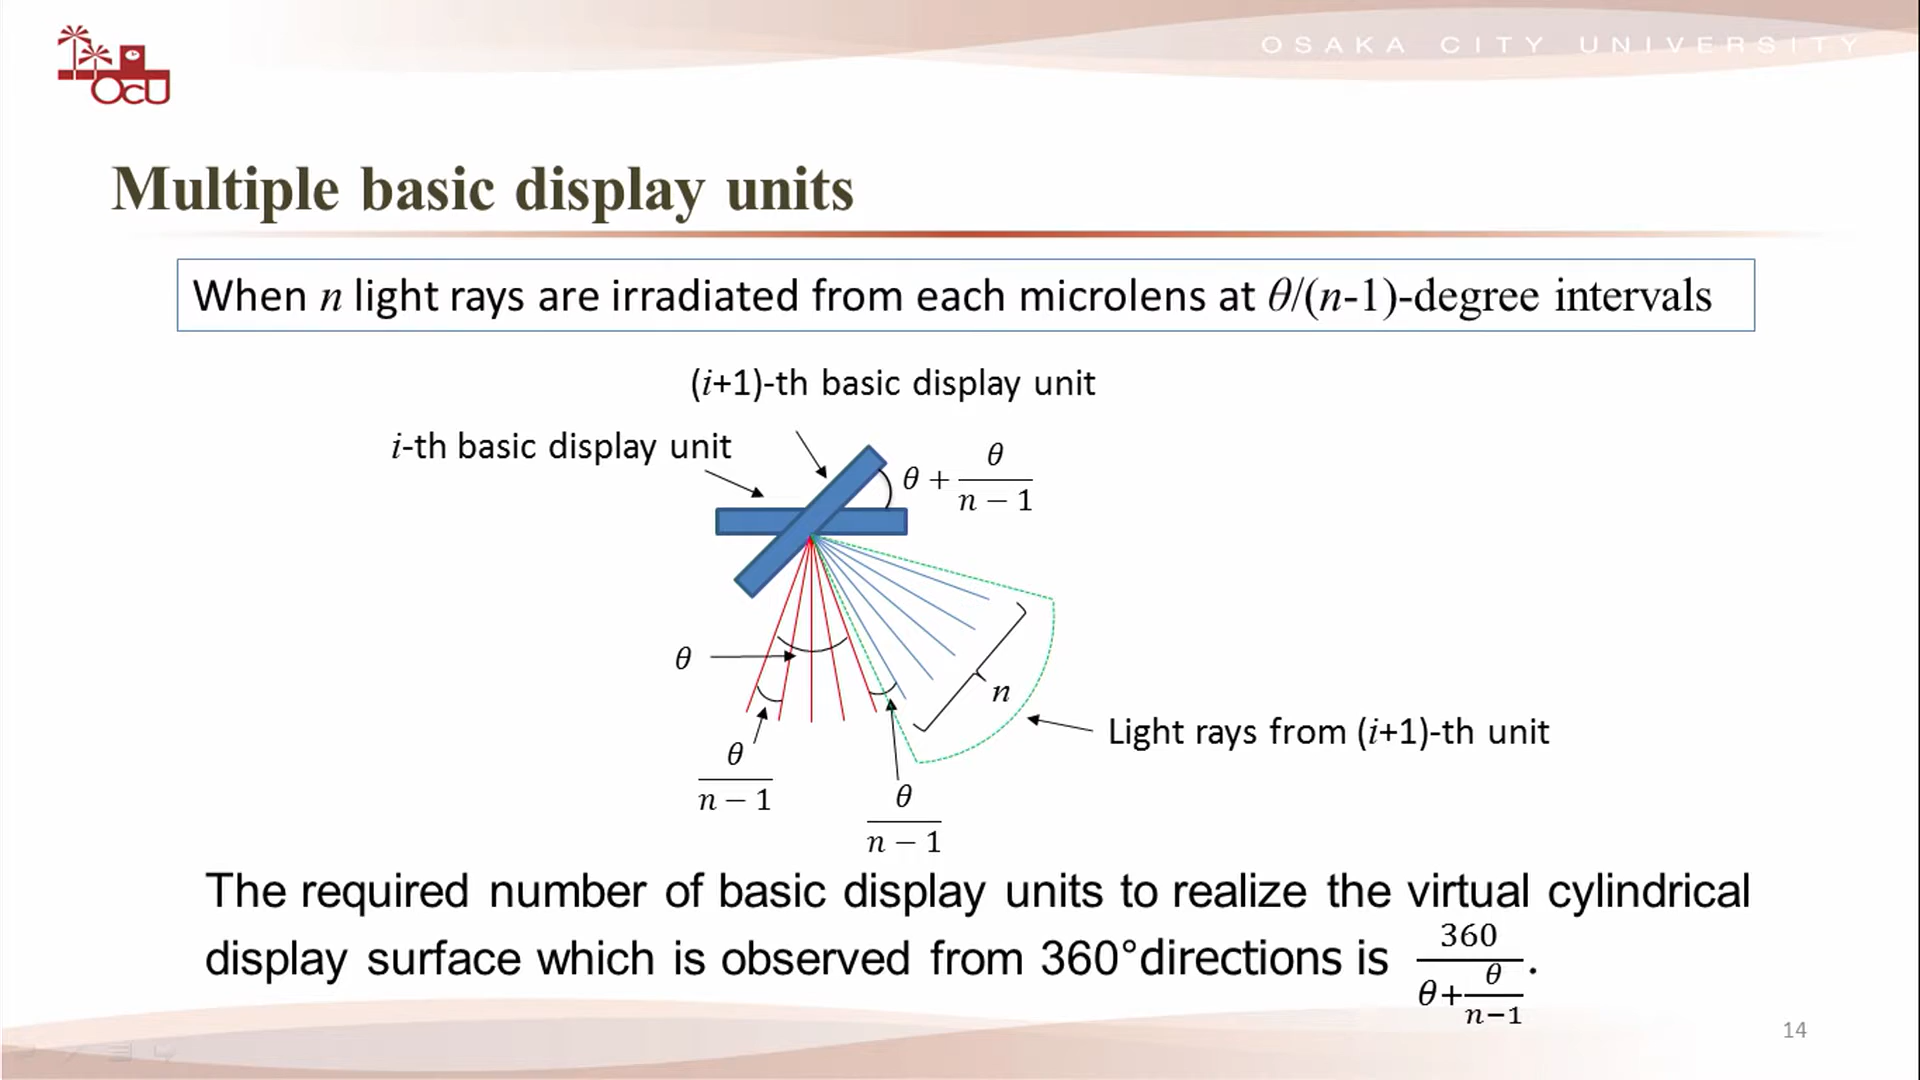 OSAKA CITY UNIVERSITY
OCU
Multiple basic display units
When n light rays are irradiated from each microlens at θ/(n-1)-degree intervals
(i+1)-th basic display unit
i-th basic display unit
θ + θ/(n − 1)
θ
n
Light rays from (i+1)-th unit
θ/(n − 1)
θ/(n − 1)
The required number of basic display units to realize the virtual cylindrical
display surface which is observed from 360°directions is 360/(θ+θ/(n−1)).
14